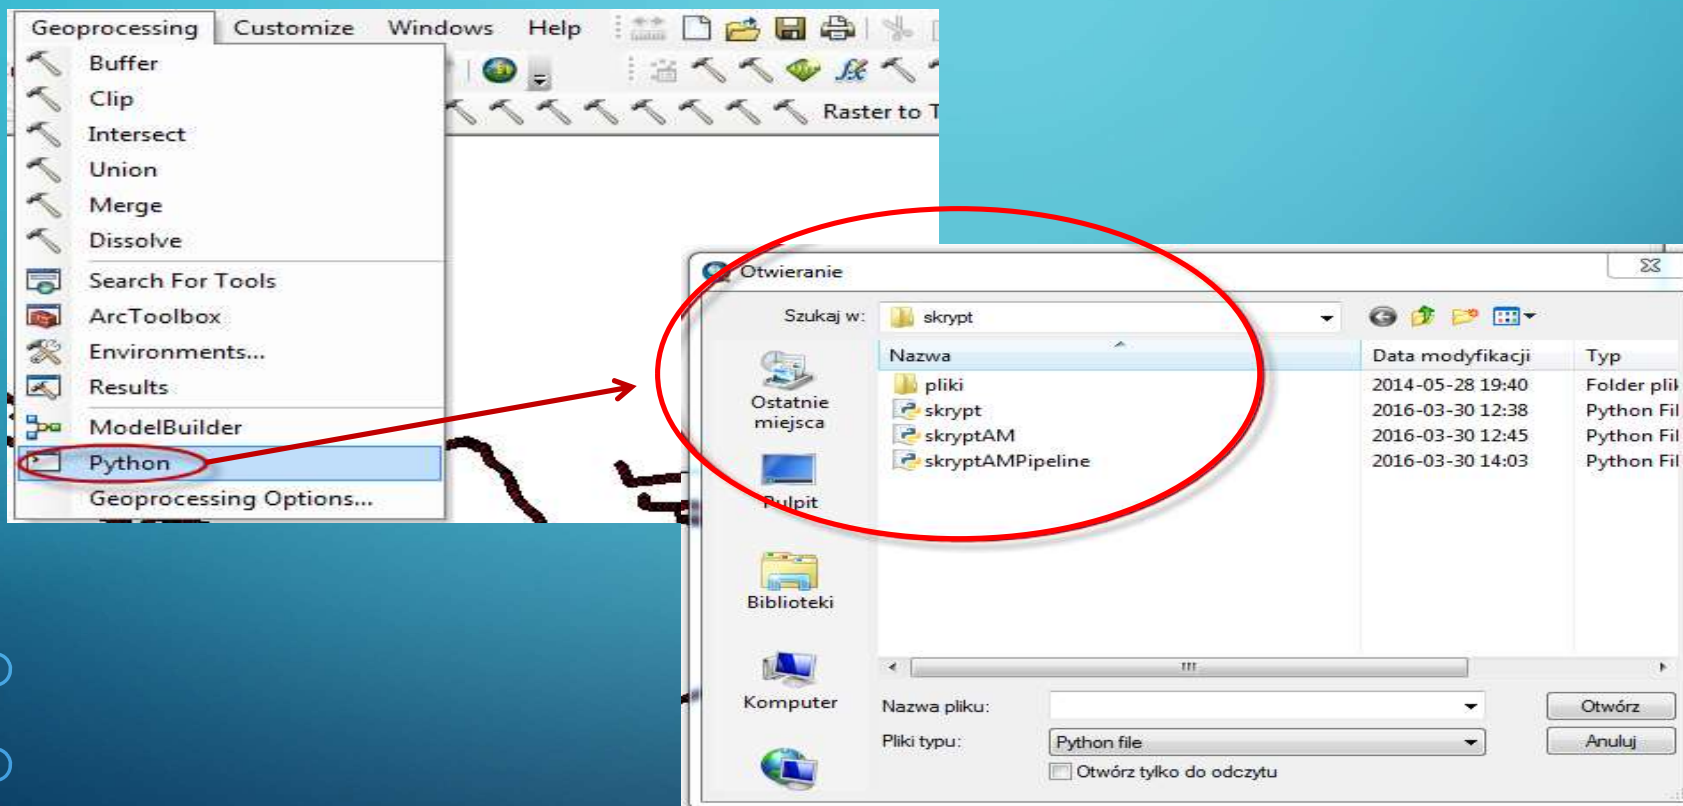 Geoprocessing Customize Windows Help
Buffer
Clip
Raster to T
Intersect
Union
Merge
Dissolve
Search For Tools
ArcToolbox
Environments...
Results
ModelBuilder
Python
Geoprocessing Options...
Otwieranie
Szukaj w: skrypt
Nazwa Data modyfikacji Typ
pliki 2014-05-28 19:40 Folder plik
skrypt 2016-03-30 12:38 Python Fil
skryptAM 2016-03-30 12:45 Python Fil
skryptAMPipeline 2016-03-30 14:03 Python Fil
Ostatnie
miejsca
Pulpit
Biblioteki
Komputer
Nazwa pliku: Otwórz
Pliki typu: Python file Anuluj
Otwórz tylko do odczytu